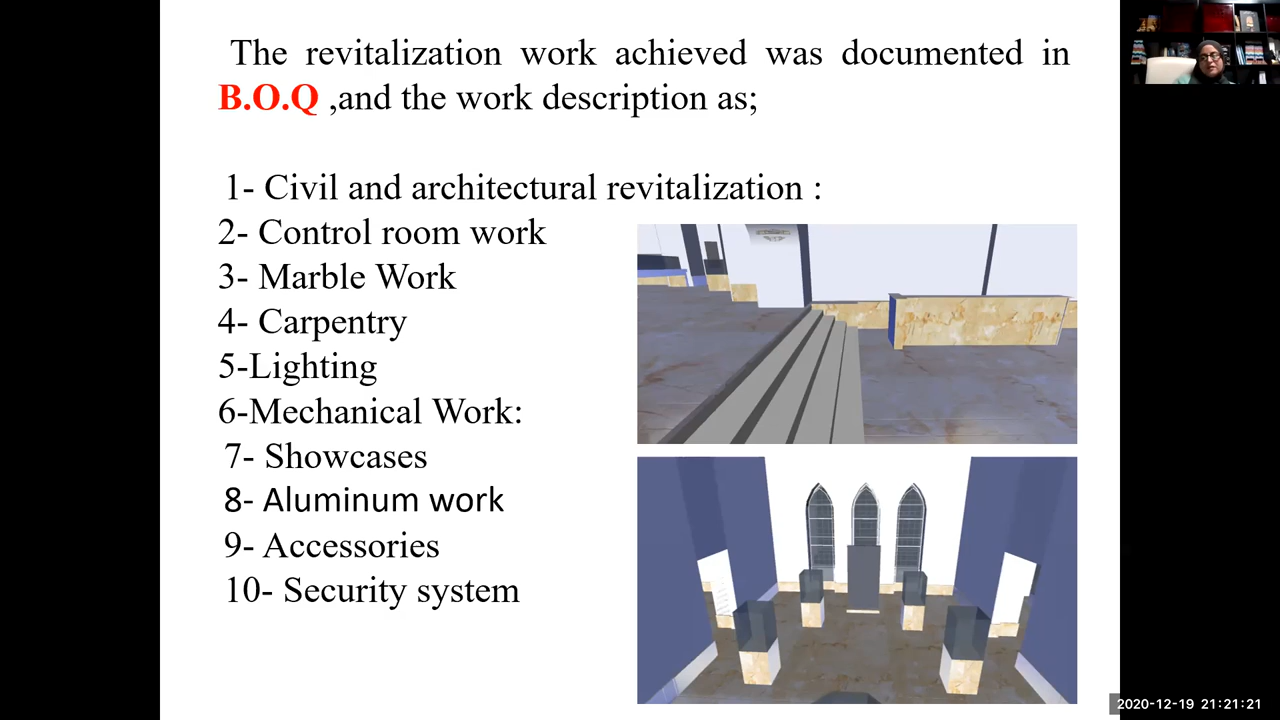 The revitalization work achieved was documented in
B.O.Q ,and the work description as;
1- Civil and architectural revitalization :
2- Control room work
3- Marble Work
4- Carpentry
5-Lighting
6-Mechanical Work:
7- Showcases
8- Aluminum work
9- Accessories
10- Security system
2020-12-19 21:21:21